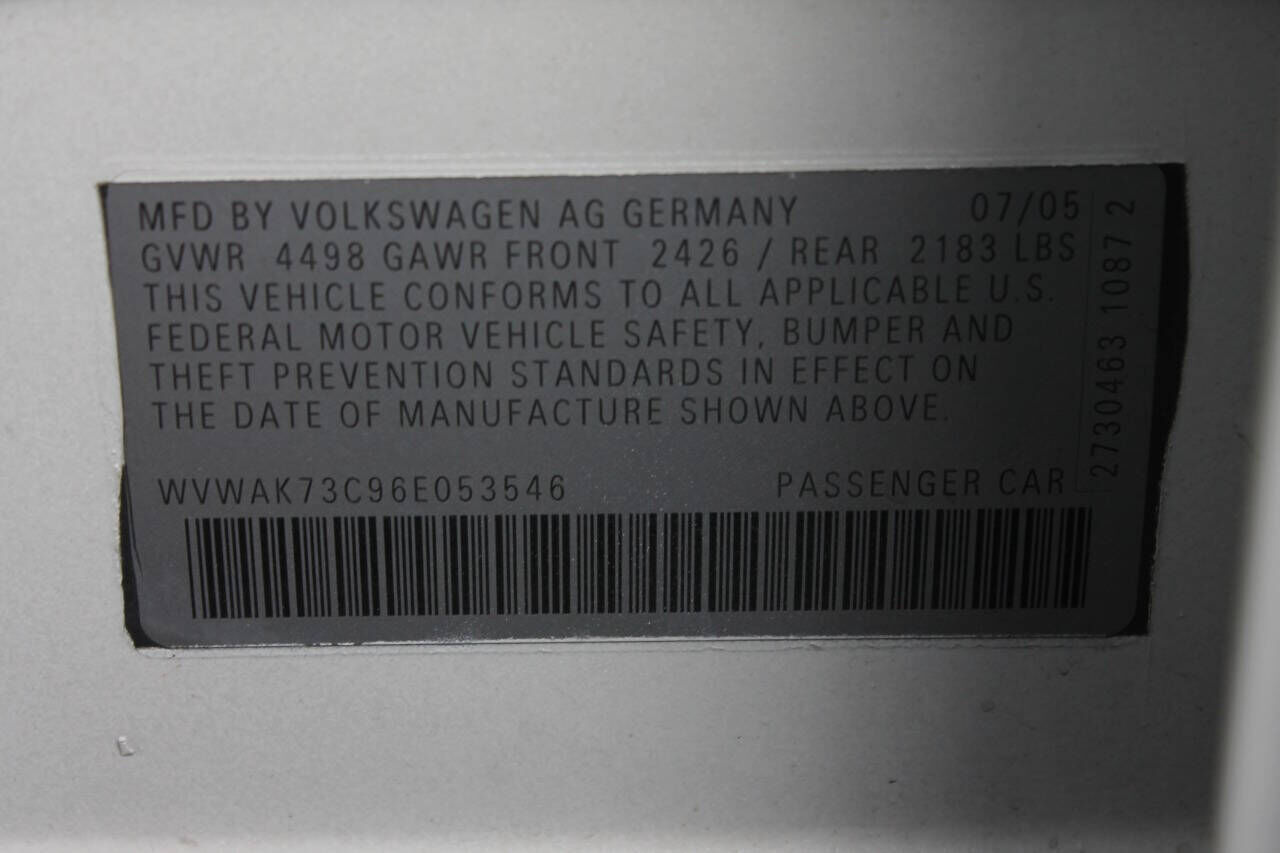 MFD BY VOLKSWAGEN AG GERMANY 07/05
GVWR 4498 GAWR FRONT 2426 / REAR 2183 LBS
THIS VEHICLE CONFORMS TO ALL APPLICABLE U.S.
FEDERAL MOTOR VEHICLE SAFETY, BUMPER AND
THEFT PREVENTION STANDARDS IN EFFECT ON
THE DATE OF MANUFACTURE SHOWN ABOVE.
WVWAK73C96E053546 PASSENGER CAR
2730463 1087 2